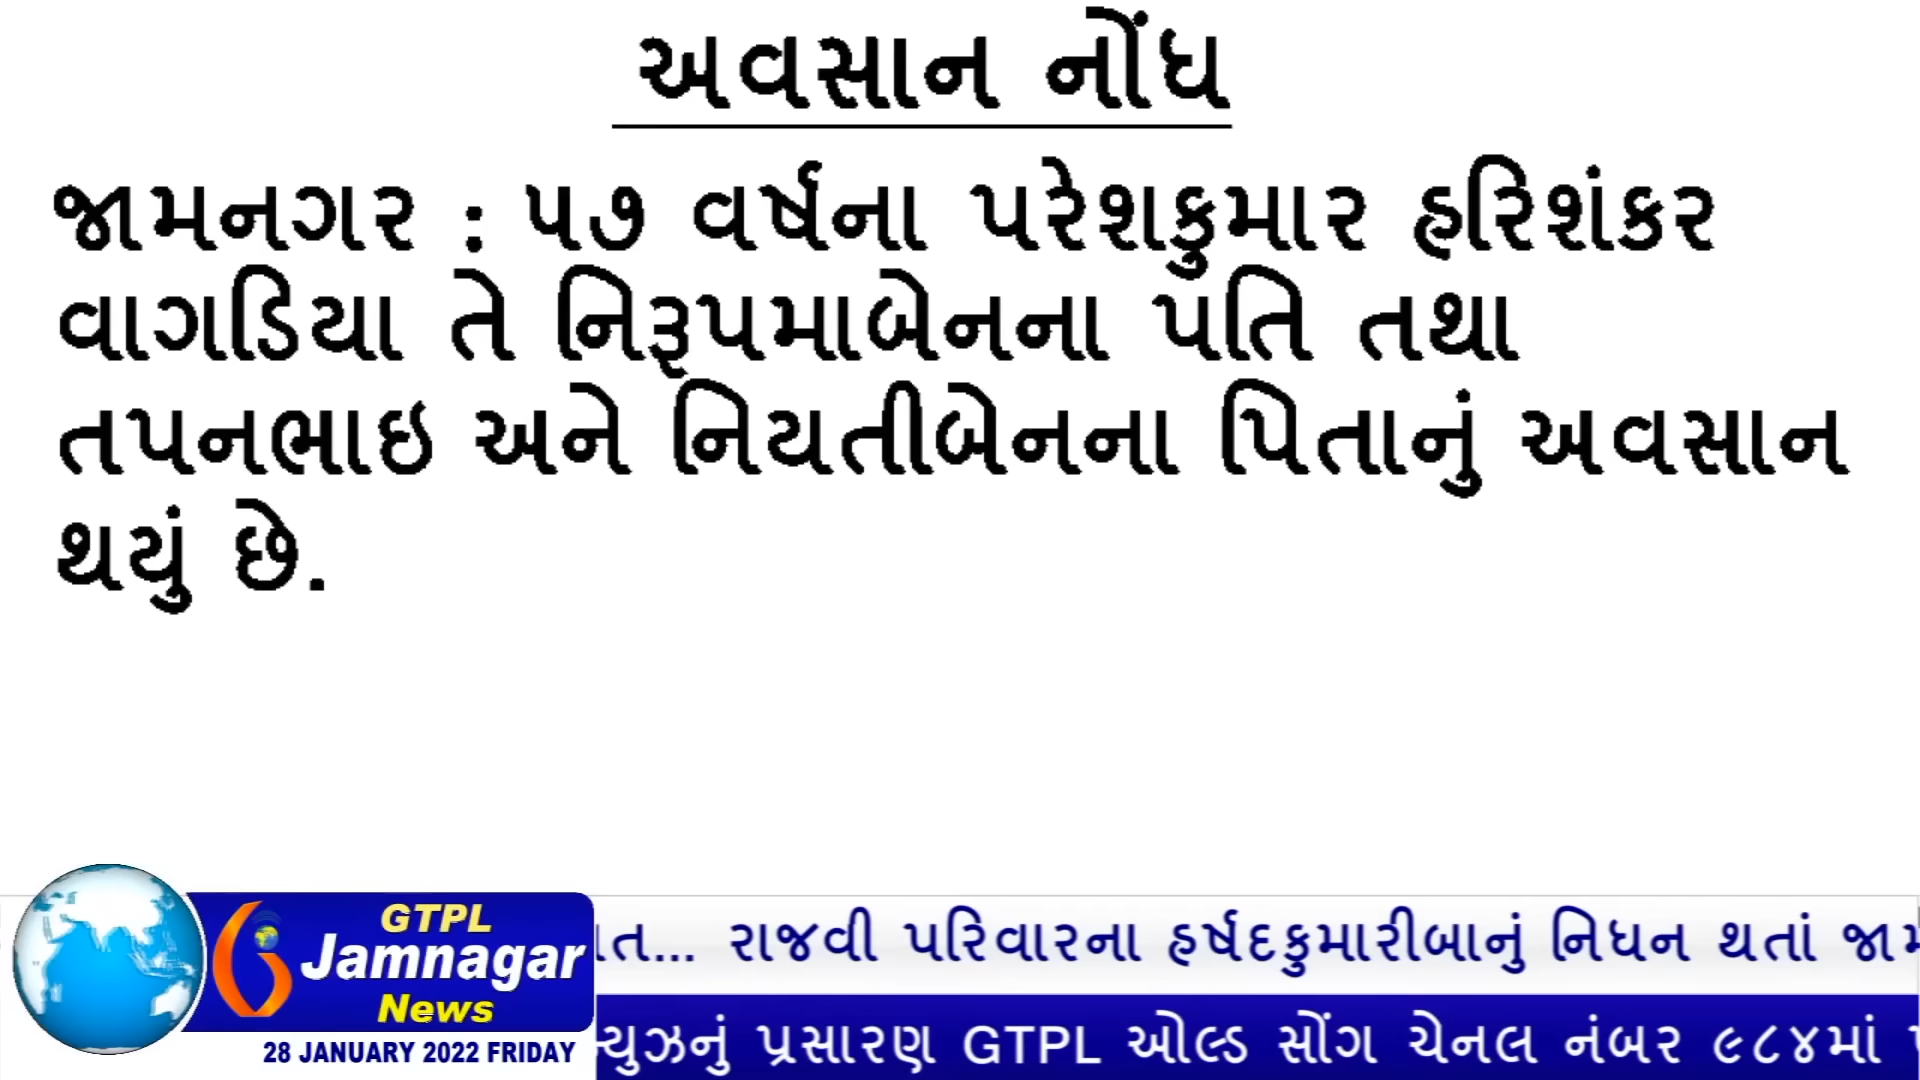 અવસાન નોંધ
જામનગર : ૫૭ વર્ષના પરેશકુમાર હરિશંકર
વાગડિયા તે નિરૂપમાબેનના પતિ તથા
તપનભાઇ અને નિયતીબેનના પિતાનું અવસાન
થયું છે.
GTPL
Jamnagar
News
28 JANUARY 2022 FRIDAY
... રાજવી પરિવારના હર્ષદકુમારીબાનું નિધન થતાં
પ્રસારણ GTPL ઓલ્ડ સોંગ ચેનલ નંબર ૯૮૪માં